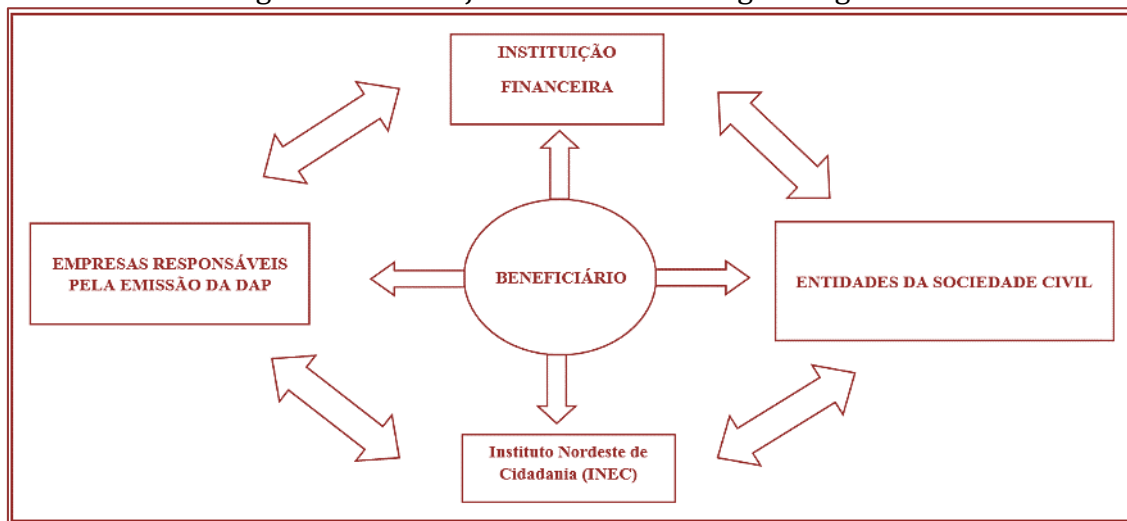 INSTITUIÇÃO
FINANCEIRA
EMPRESAS RESPONSÁVEIS
PELA EMISSÃO DA DAP
BENEFICIÁRIO
ENTIDADES DA SOCIEDADE CIVIL
Instituto Nordeste de
Cidadania (INEC)